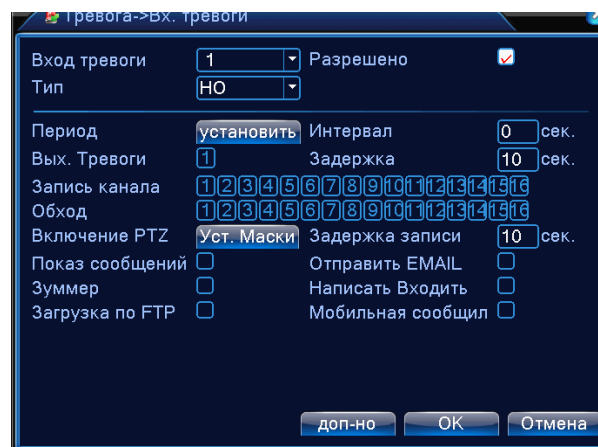 Тревога->Вх. тревоги
Вход тревоги 1 Разрешено
Тип НО
Период установить Интервал 0 сек.
Вых. Тревоги 1 Задержка 10 сек.
Запись канала 1 2 3 4 5 6 7 8 9 10 11 12 13 14 15 16
Обход 1 2 3 4 5 6 7 8 9 10 11 12 13 14 15 16
Включение PTZ Уст. Маски Задержка записи 10 сек.
Показ сообщений Отправить EMAIL
Зуммер Написать Входить
Загрузка по FTP Мобильная сообщил
доп-но OK Отмена